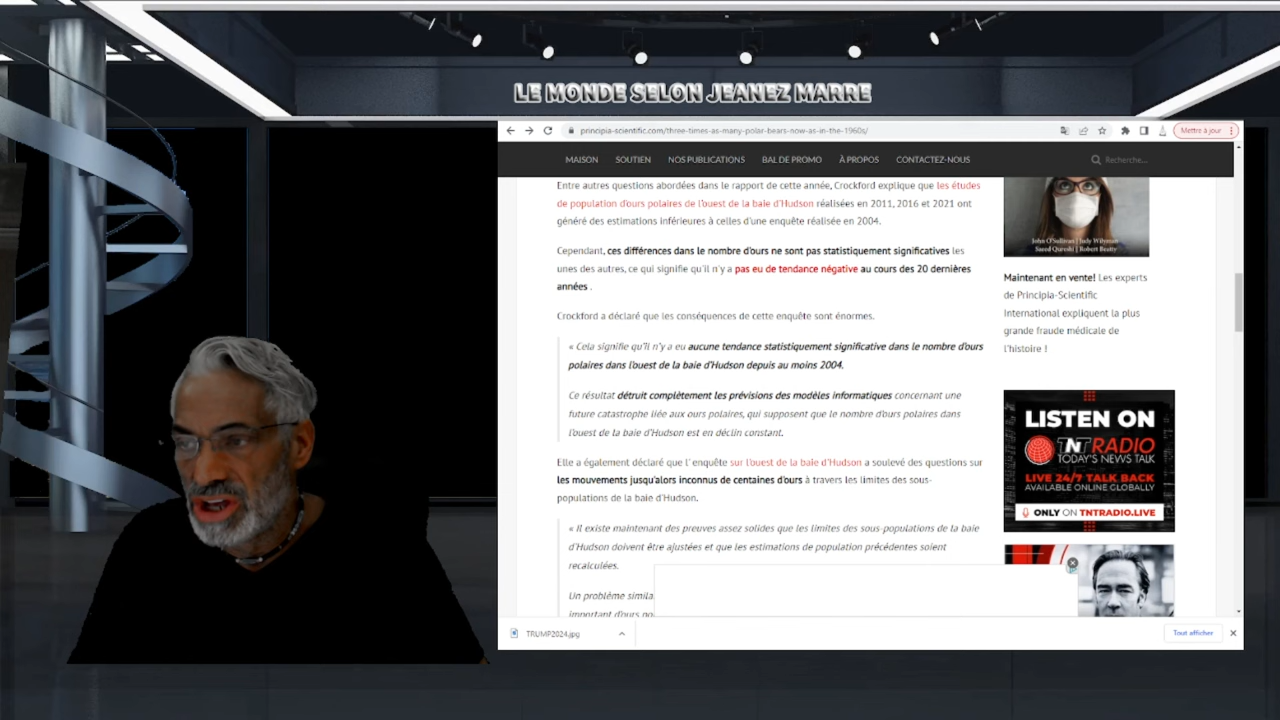 LE MONDE SELON JEANEZ MARRE
principia-scientific.com/three-times-as-many-polar-bears-now-as-in-the-1960s/
Mettre à jour
MAISON SOUTIEN NOS PUBLICATIONS BAL DE PROMO À PROPOS CONTACTEZ-NOUS Recherche...
Entre autres questions abordées dans le rapport de cette année, Crockford explique que les études
de population d'ours polaires de l'ouest de la baie d'Hudson réalisées en 2011, 2016 et 2021 ont
généré des estimations inférieures à celles d'une enquête réalisée en 2004.
Cependant, ces différences dans le nombre d'ours ne sont pas statistiquement significatives les
unes des autres, ce qui signifie qu'il n'y a pas eu de tendance négative au cours des 20 dernières
années .
Crockford a déclaré que les conséquences de cette enquête sont énormes.
« Cela signifie qu'il n'y a eu aucune tendance statistiquement significative dans le nombre d'ours
polaires dans l'ouest de la baie d'Hudson depuis au moins 2004.
Ce résultat détruit complètement les prévisions des modèles informatiques concernant une
future catastrophe liée aux ours polaires, qui supposent que le nombre d'ours polaires dans
l'ouest de la baie d'Hudson est en déclin constant.
Elle a également déclaré que l' enquête sur l'ouest de la baie d'Hudson a soulevé des questions sur
les mouvements jusqu'alors inconnus de centaines d'ours à travers les limites des sous-
populations de la baie d'Hudson.
« Il existe maintenant des preuves assez solides que les limites des sous-populations de la baie
d'Hudson doivent être ajustées et que les estimations de population précédentes soient
recalculées.
Un problème simila
important d'ours no
John O'Sullivan | Judy Wilyman
Saeed Qureshi | Robert Beatty
Maintenant en vente! Les experts
de Principia-Scientific
International expliquent la plus
grande fraude médicale de
l'histoire !
LISTEN ON
TNT RADIO
TODAY'S NEWS TALK
LIVE 24/7 TALK BACK
AVAILABLE ONLINE GLOBALLY
ONLY ON TNTRADIO.LIVE
TRUMP2024.jpg
Tout afficher